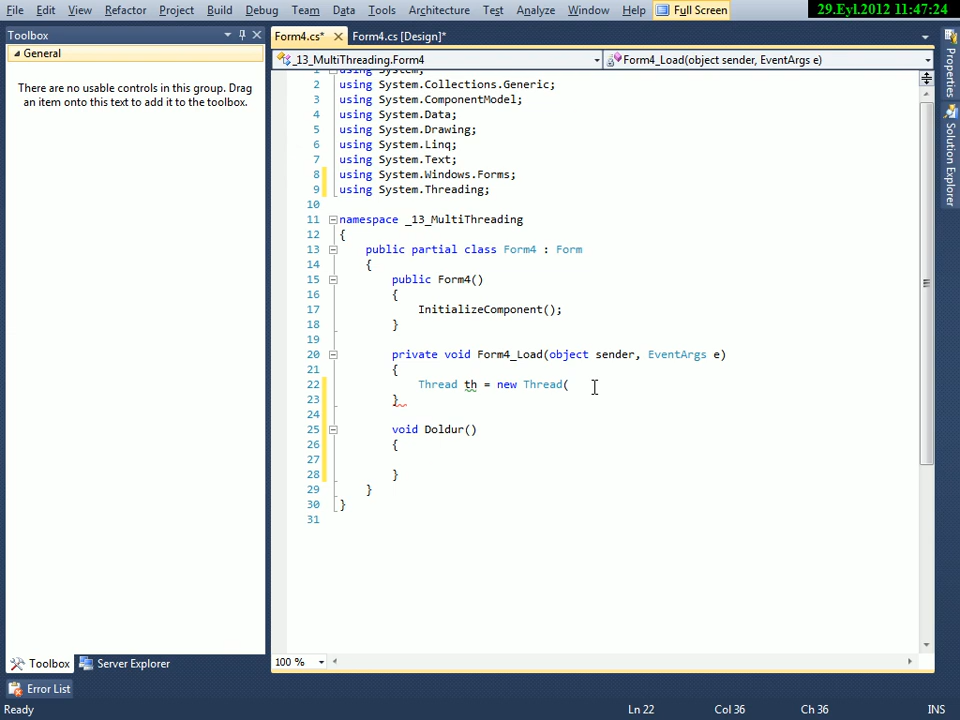 File Edit View Refactor Project Build Debug Team Data Tools Architecture Test Analyze Window Help Full Screen 29.Eyl.2012 11:47:24
Toolbox
General
There are no usable controls in this group. Drag
an item onto this text to add it to the toolbox.
Form4.cs* Form4.cs [Design]*
_13_MultiThreading.Form4 Form4_Load(object sender, EventArgs e)
1 using System;
2 using System.Collections.Generic;
3 using System.ComponentModel;
4 using System.Data;
5 using System.Drawing;
6 using System.Linq;
7 using System.Text;
8 using System.Windows.Forms;
9 using System.Threading;
10
11 namespace _13_MultiThreading
12 {
13 public partial class Form4 : Form
14 {
15 public Form4()
16 {
17 InitializeComponent();
18 }
19
20 private void Form4_Load(object sender, EventArgs e)
21 {
22 Thread th = new Thread(
23 }
24
25 void Doldur()
26 {
27
28 }
29 }
30 }
31
100 %
Toolbox Server Explorer
Error List
Ready Ln 22 Col 36 Ch 36 INS
Properties
Solution Explorer